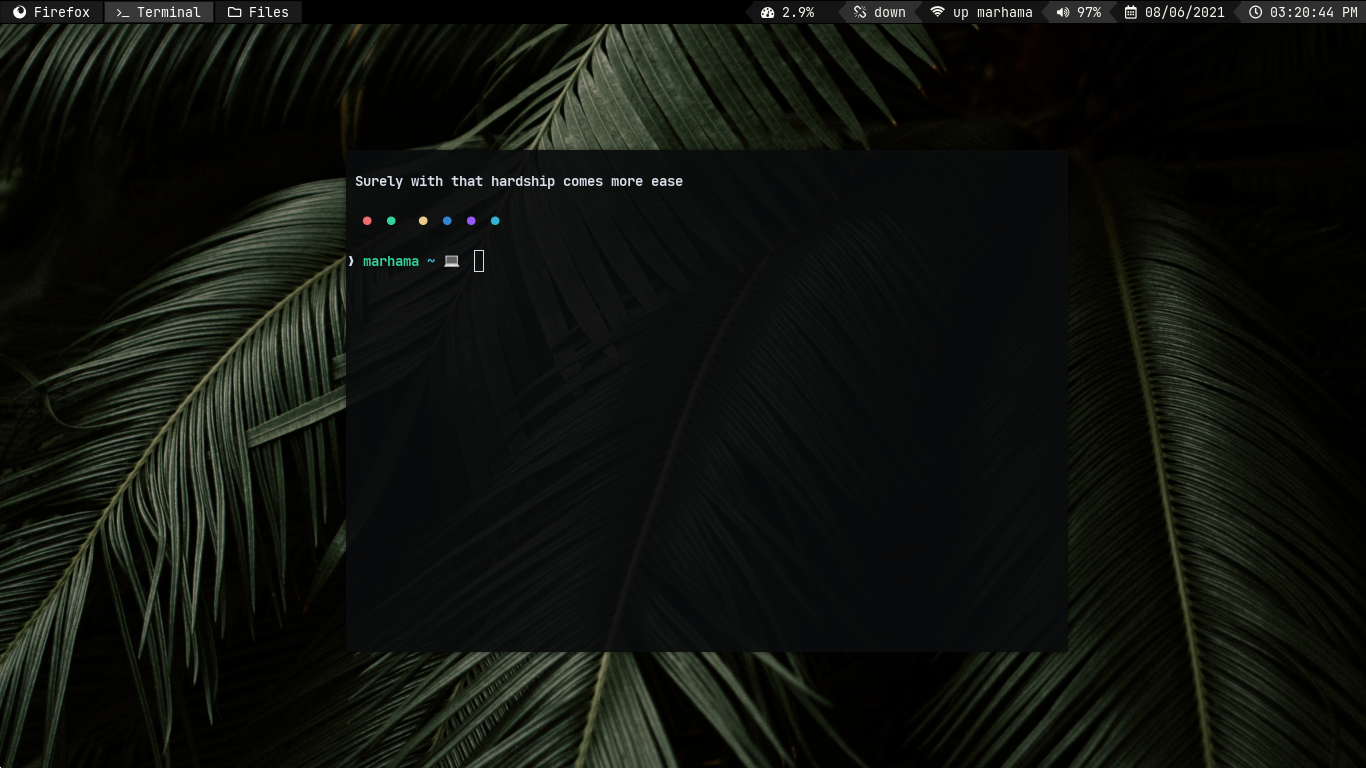 Firefox
Terminal
Files
2.9%
down
up marhama
97%
08/06/2021
03:20:44 PM
Surely with that hardship comes more ease
❱ marhama ~ 💻